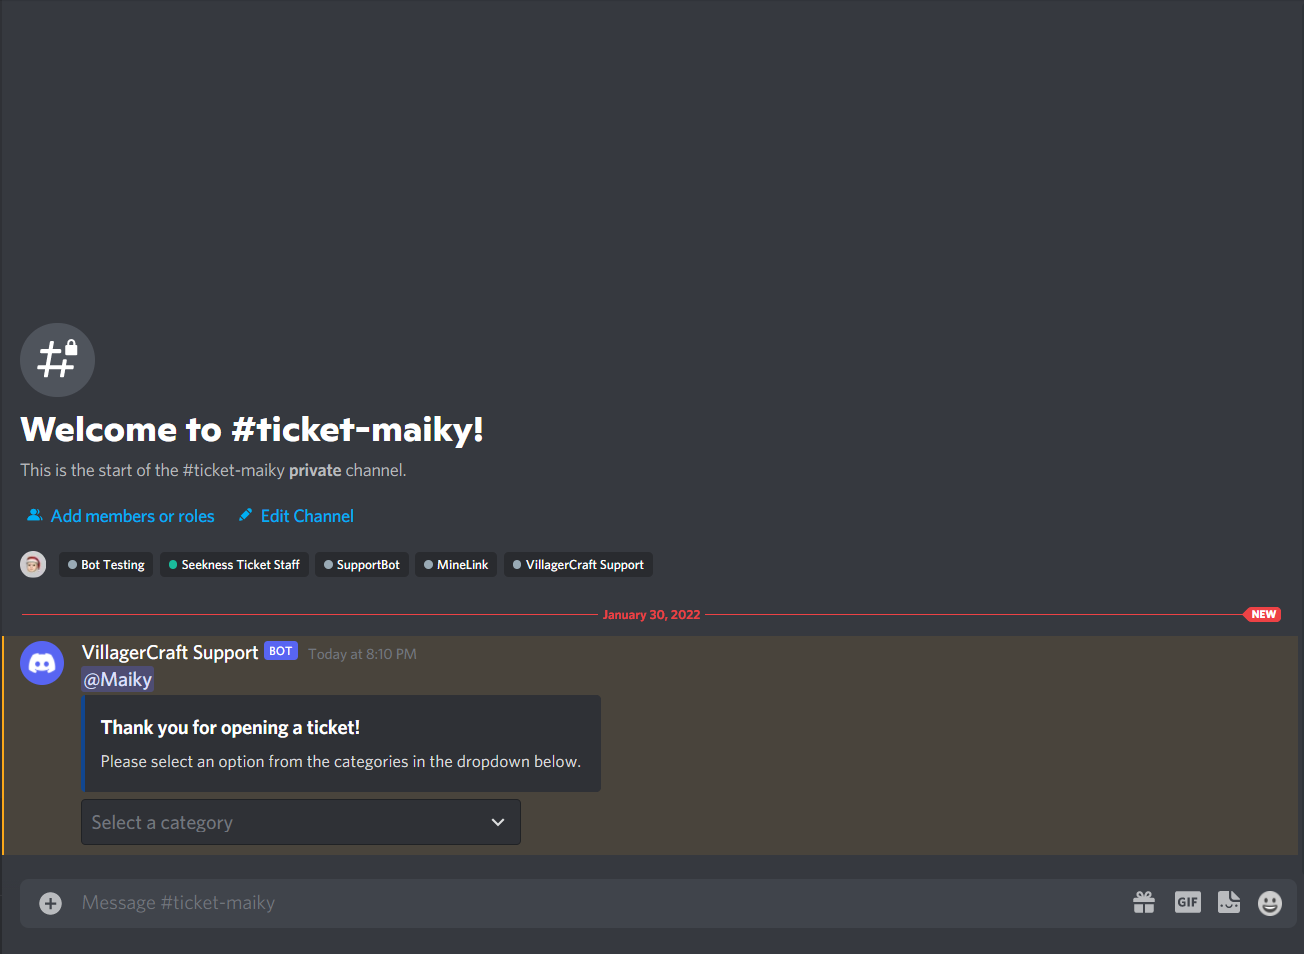 Welcome to #ticket-maiky!
This is the start of the #ticket-maiky private channel.
Add members or roles Edit Channel
Bot Testing Seekness Ticket Staff SupportBot MineLink VillagerCraft Support
January 30, 2022 NEW
VillagerCraft Support BOT Today at 8:10 PM
@Maiky
Thank you for opening a ticket!
Please select an option from the categories in the dropdown below.
Select a category
Message #ticket-maiky GIF